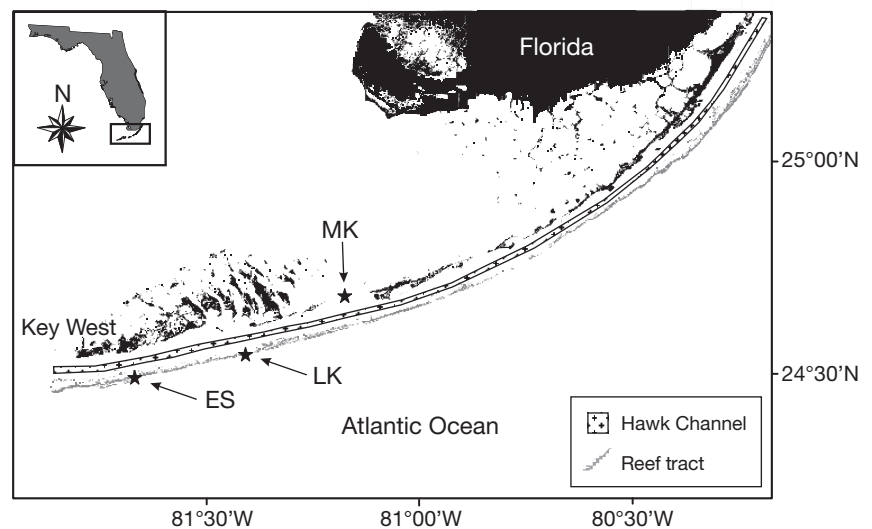 Florida
N
25°00'N
MK
Key West
LK
24°30'N
ES
Atlantic Ocean
Hawk Channel
Reef tract
81°30'W
81°00'W
80°30'W